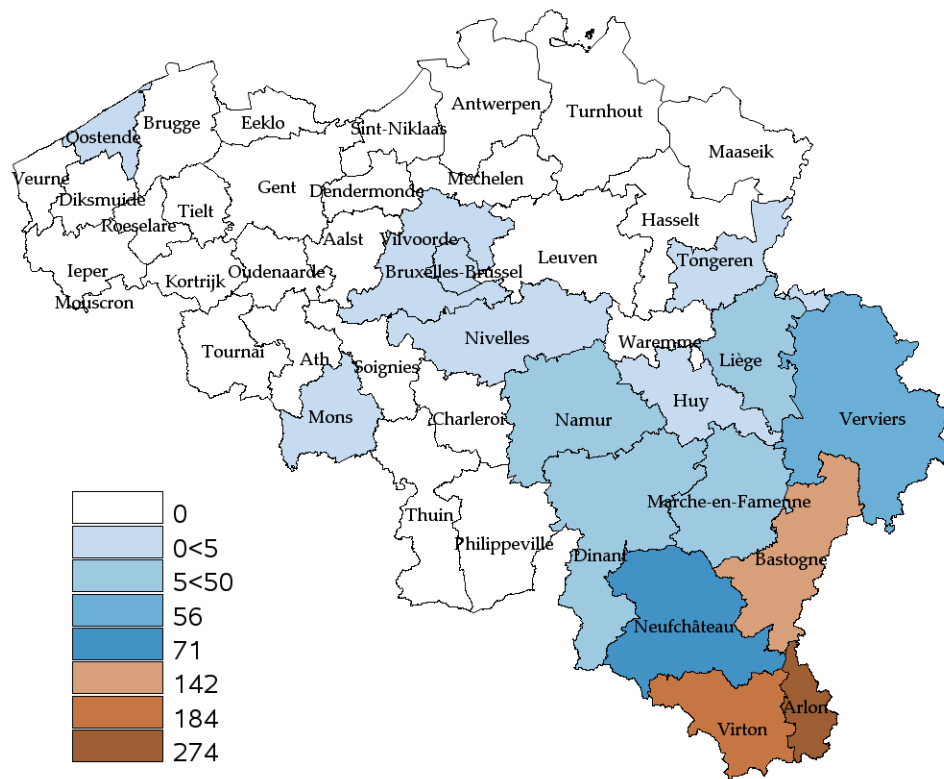 Antwerpen
Turnhout
Brugge
Eeklo
Sint-Niklaas
Oostende
Maaseik
Veurne
Gent
Dendermonde
Mechelen
Diksmuide
Tielt
Roeselare
Hasselt
Aalst
Vilvoorde
Leuven
Tongeren
Ieper
Kortrijk
Oudenaarde
Bruxelles-Brussel
Mouscron
Nivelles
Waremme
Tournai
Ath
Soignies
Liège
Huy
Mons
Charleroi
Namur
Verviers
Marche-en-Famenne
Thuin
Philippeville
Dinant
Bastogne
Neufchâteau
Arlon
Virton
0
0<5
5<50
56
71
142
184
274